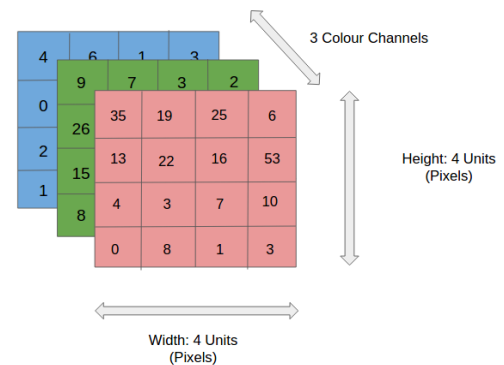 3 Colour Channels
4 6 1 3
9 7 3 2
35 19 25 6
0
26
13 22 16 53
Height: 4 Units
(Pixels)
2
15
4 3 7 10
1
8
0 8 1 3
Width: 4 Units
(Pixels)